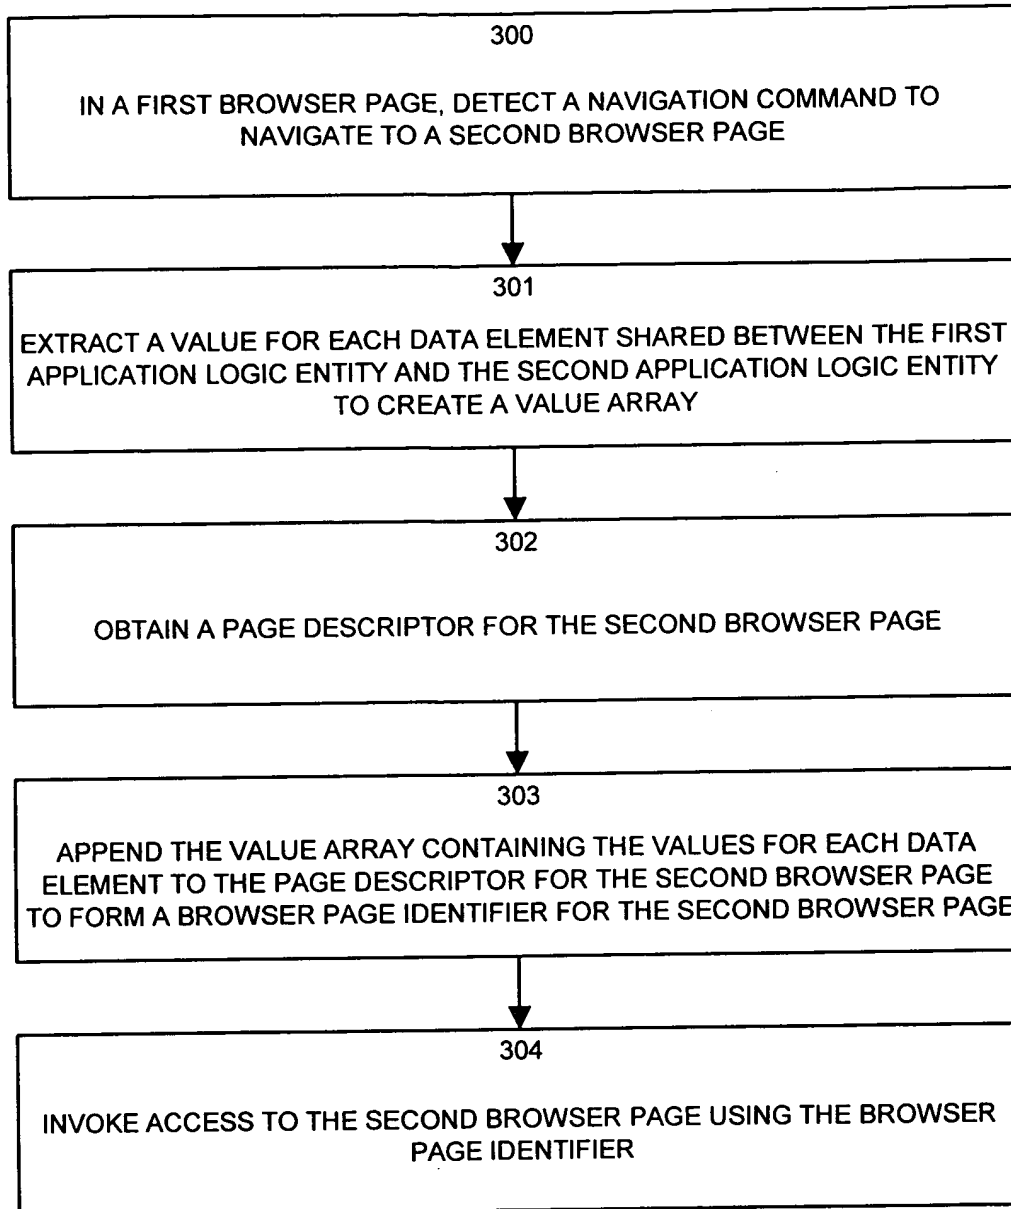 300
IN A FIRST BROWSER PAGE, DETECT A NAVIGATION COMMAND TO
NAVIGATE TO A SECOND BROWSER PAGE
301
EXTRACT A VALUE FOR EACH DATA ELEMENT SHARED BETWEEN THE FIRST
APPLICATION LOGIC ENTITY AND THE SECOND APPLICATION LOGIC ENTITY
TO CREATE A VALUE ARRAY
302
OBTAIN A PAGE DESCRIPTOR FOR THE SECOND BROWSER PAGE
303
APPEND THE VALUE ARRAY CONTAINING THE VALUES FOR EACH DATA
ELEMENT TO THE PAGE DESCRIPTOR FOR THE SECOND BROWSER PAGE
TO FORM A BROWSER PAGE IDENTIFIER FOR THE SECOND BROWSER PAGE
304
INVOKE ACCESS TO THE SECOND BROWSER PAGE USING THE BROWSER
PAGE IDENTIFIER